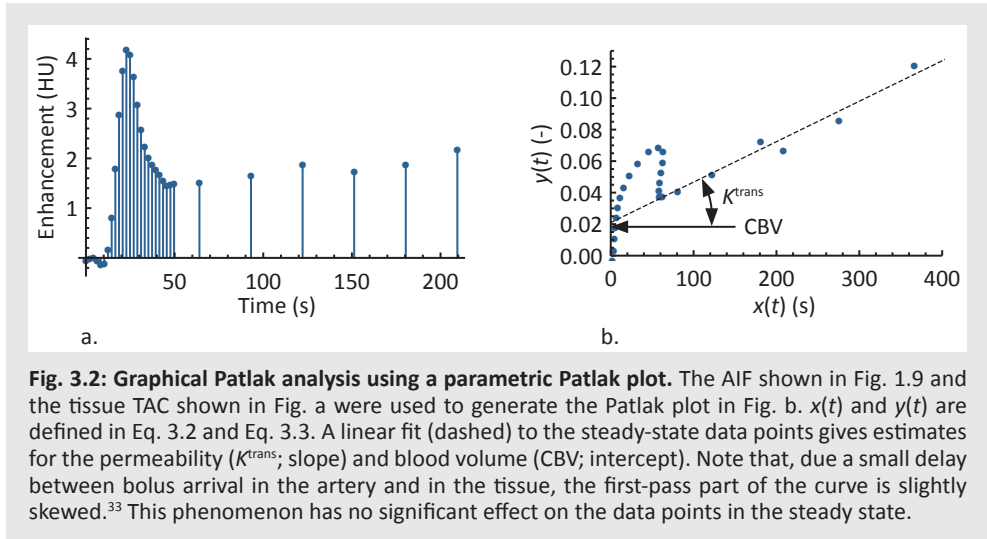 4
3
2
1
Enhancement (HU)
50
100
150
200
Time (s)
a.
0.12
0.10
0.08
0.06
0.04
0.02
0.00
y(t) (-)
K^trans
CBV
0
100
200
300
400
x(t) (s)
b.
Fig. 3.2: Graphical Patlak analysis using a parametric Patlak plot. The AIF shown in Fig. 1.9 and
the tissue TAC shown in Fig. a were used to generate the Patlak plot in Fig. b. x(t) and y(t) are
defined in Eq. 3.2 and Eq. 3.3. A linear fit (dashed) to the steady-state data points gives estimates
for the permeability (K^trans; slope) and blood volume (CBV; intercept). Note that, due a small delay
between bolus arrival in the artery and in the tissue, the first-pass part of the curve is slightly
skewed.³³ This phenomenon has no significant effect on the data points in the steady state.